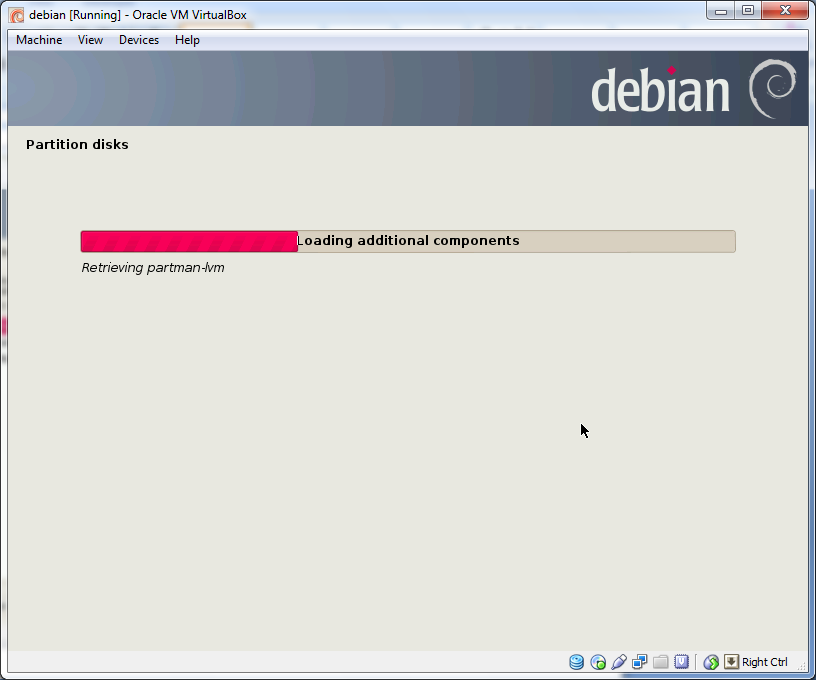 debian [Running] - Oracle VM VirtualBox
Machine View Devices Help
debian
Partition disks
Loading additional components
Retrieving partman-lvm
Right Ctrl